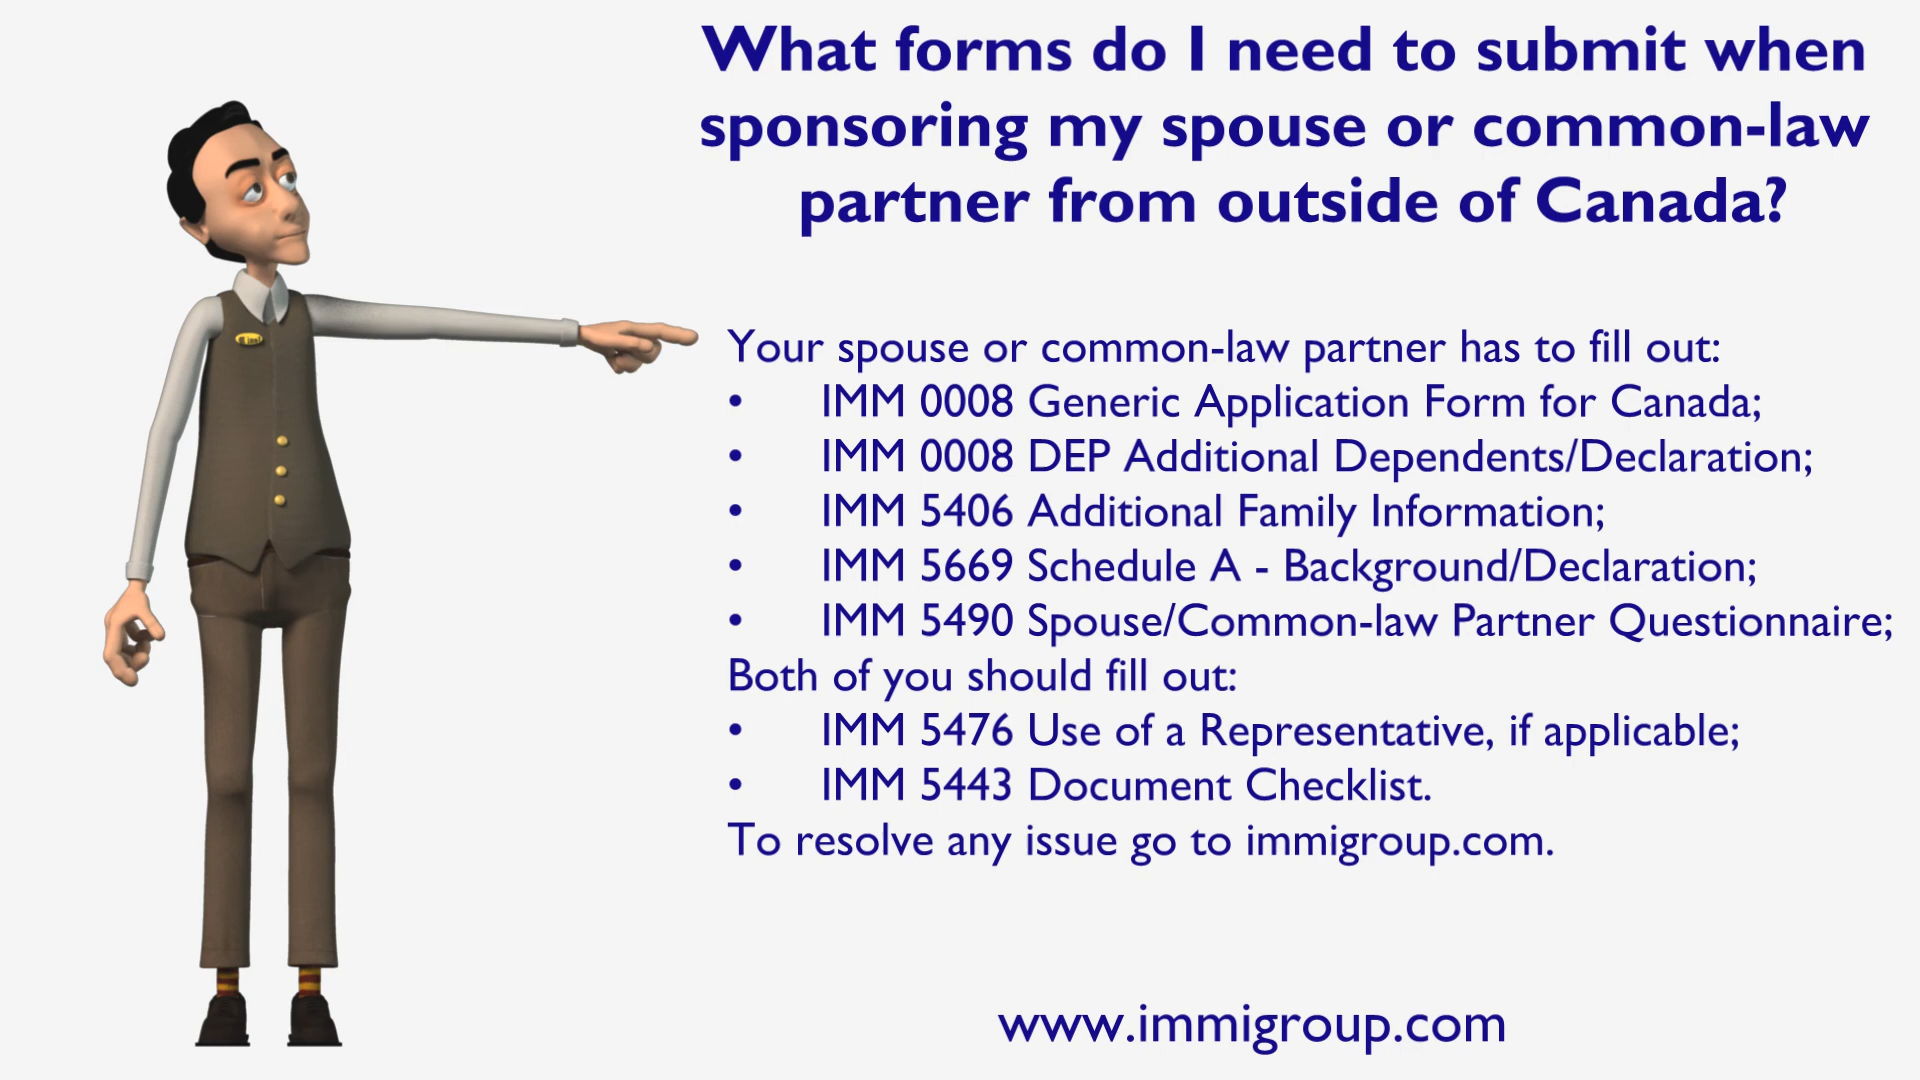 What forms do I need to submit when
sponsoring my spouse or common-law
partner from outside of Canada?
Your spouse or common-law partner has to fill out:
• IMM 0008 Generic Application Form for Canada;
• IMM 0008 DEP Additional Dependents/Declaration;
• IMM 5406 Additional Family Information;
• IMM 5669 Schedule A - Background/Declaration;
• IMM 5490 Spouse/Common-law Partner Questionnaire;
Both of you should fill out:
• IMM 5476 Use of a Representative, if applicable;
• IMM 5443 Document Checklist.
To resolve any issue go to immigroup.com.
www.immigroup.com